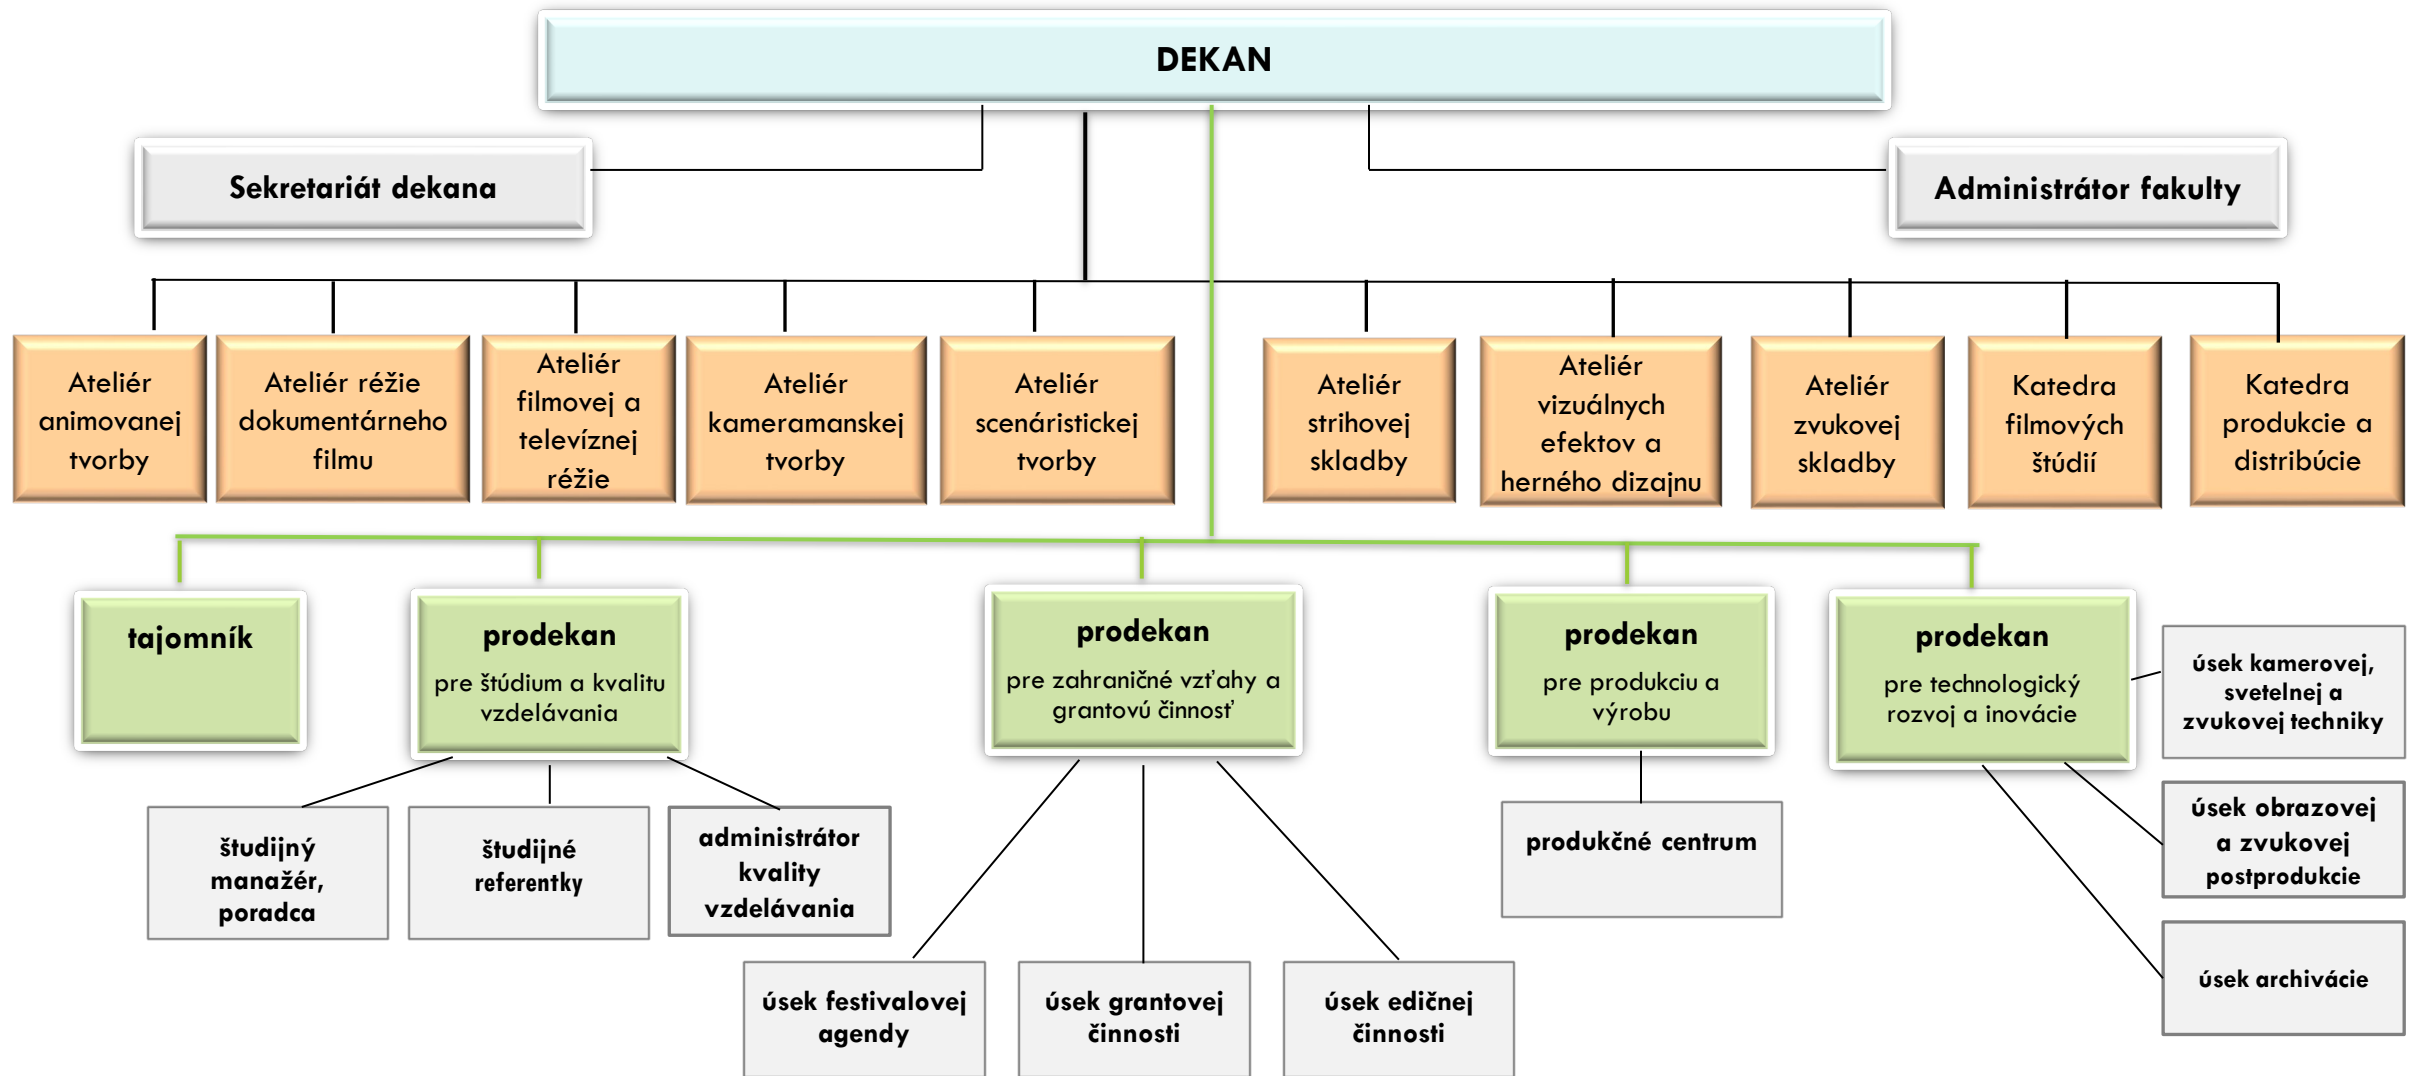 DEKAN
Sekretariát dekana
Administrátor fakulty
Ateliér
animovanej
tvorby
Ateliér réžie
dokumentárneho
filmu
Ateliér
filmovej a
televíznej
réžie
Ateliér
kameramanskej
tvorby
Ateliér
scenáristickej
tvorby
Ateliér
strihovej
skladby
Ateliér
vizuálnych
efektov a
herného dizajnu
Ateliér
zvukovej
skladby
Katedra
filmových
štúdií
Katedra
produkcie a
distribúcie
tajomník
prodekan
pre štúdium a kvalitu
vzdelávania
prodekan
pre zahraničné vzťahy a
grantovú činnosť
prodekan
pre produkciu a
výrobu
prodekan
pre technologický
rozvoj a inovácie
úsek kamerovej,
svetelnej a
zvukovej techniky
študijný
manažér,
poradca
študijné
referentky
administrátor
kvality
vzdelávania
produkčné centrum
úsek obrazovej
a zvukovej
postprodukcie
úsek festivalovej
agendy
úsek grantovej
činnosti
úsek edičnej
činnosti
úsek archivácie